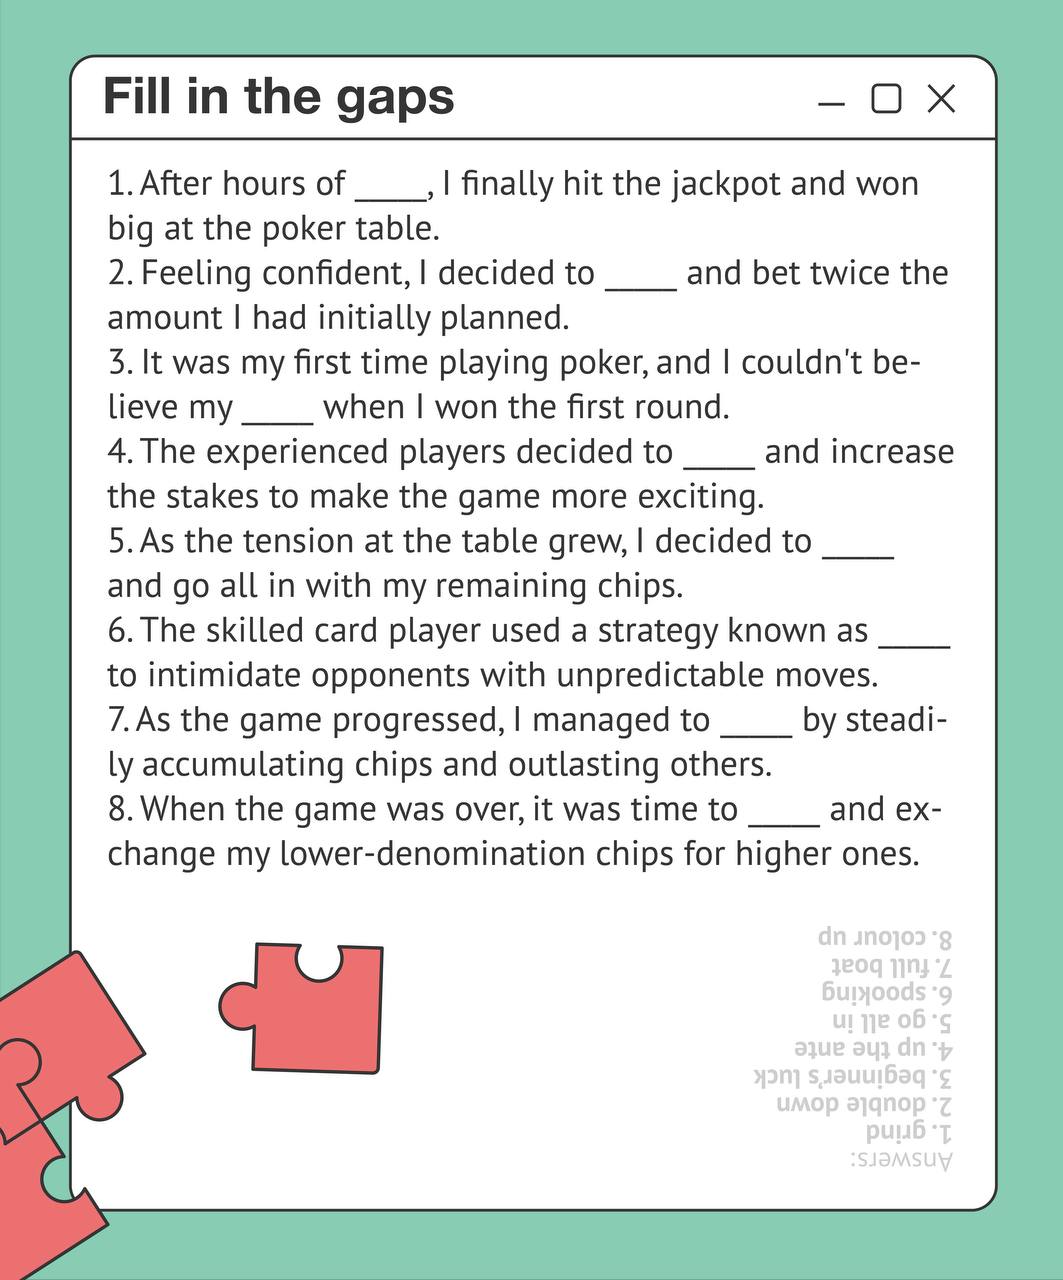 Fill in the gaps
1. After hours of _____, I finally hit the jackpot and won
big at the poker table.
2. Feeling confident, I decided to _____ and bet twice the
amount I had initially planned.
3. It was my first time playing poker, and I couldn't be-
lieve my _____ when I won the first round.
4. The experienced players decided to _____ and increase
the stakes to make the game more exciting.
5. As the tension at the table grew, I decided to _____
and go all in with my remaining chips.
6. The skilled card player used a strategy known as _____
to intimidate opponents with unpredictable moves.
7. As the game progressed, I managed to _____ by steadi-
ly accumulating chips and outlasting others.
8. When the game was over, it was time to _____ and ex-
change my lower-denomination chips for higher ones.
Answers:
1. grind
2. double down
3. beginner's luck
4. up the ante
5. go all in
6. spooking
7. full boat
8. colour up